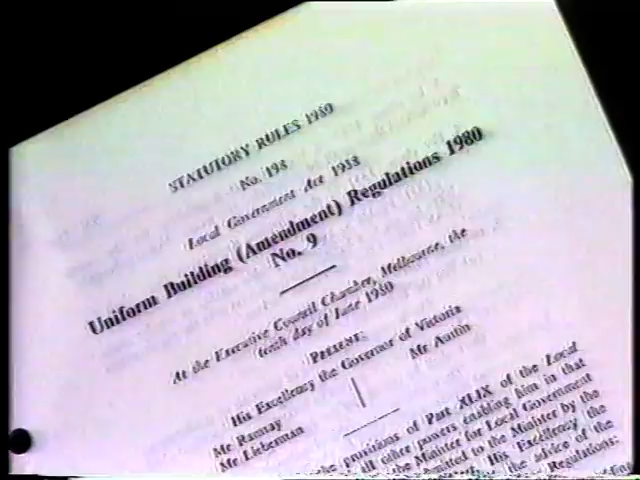 STATUTORY RULES 1980
No. 198
Local Government Act 1958
Uniform Building (Amendment) Regulations 1980
No. 9
At the Executive Council Chamber, Melbourne, the
tenth day of June 1980
PRESENT:
His Excellency the Governor of Victoria
Mr Ramsay Mr Austin
Mr Lieberman
the provisions of Part XLIX of the Local
all other powers enabling him in that
the Minister for Local Government
submitted to the Minister by the
His Excellency the
the advice of the
Regulations: